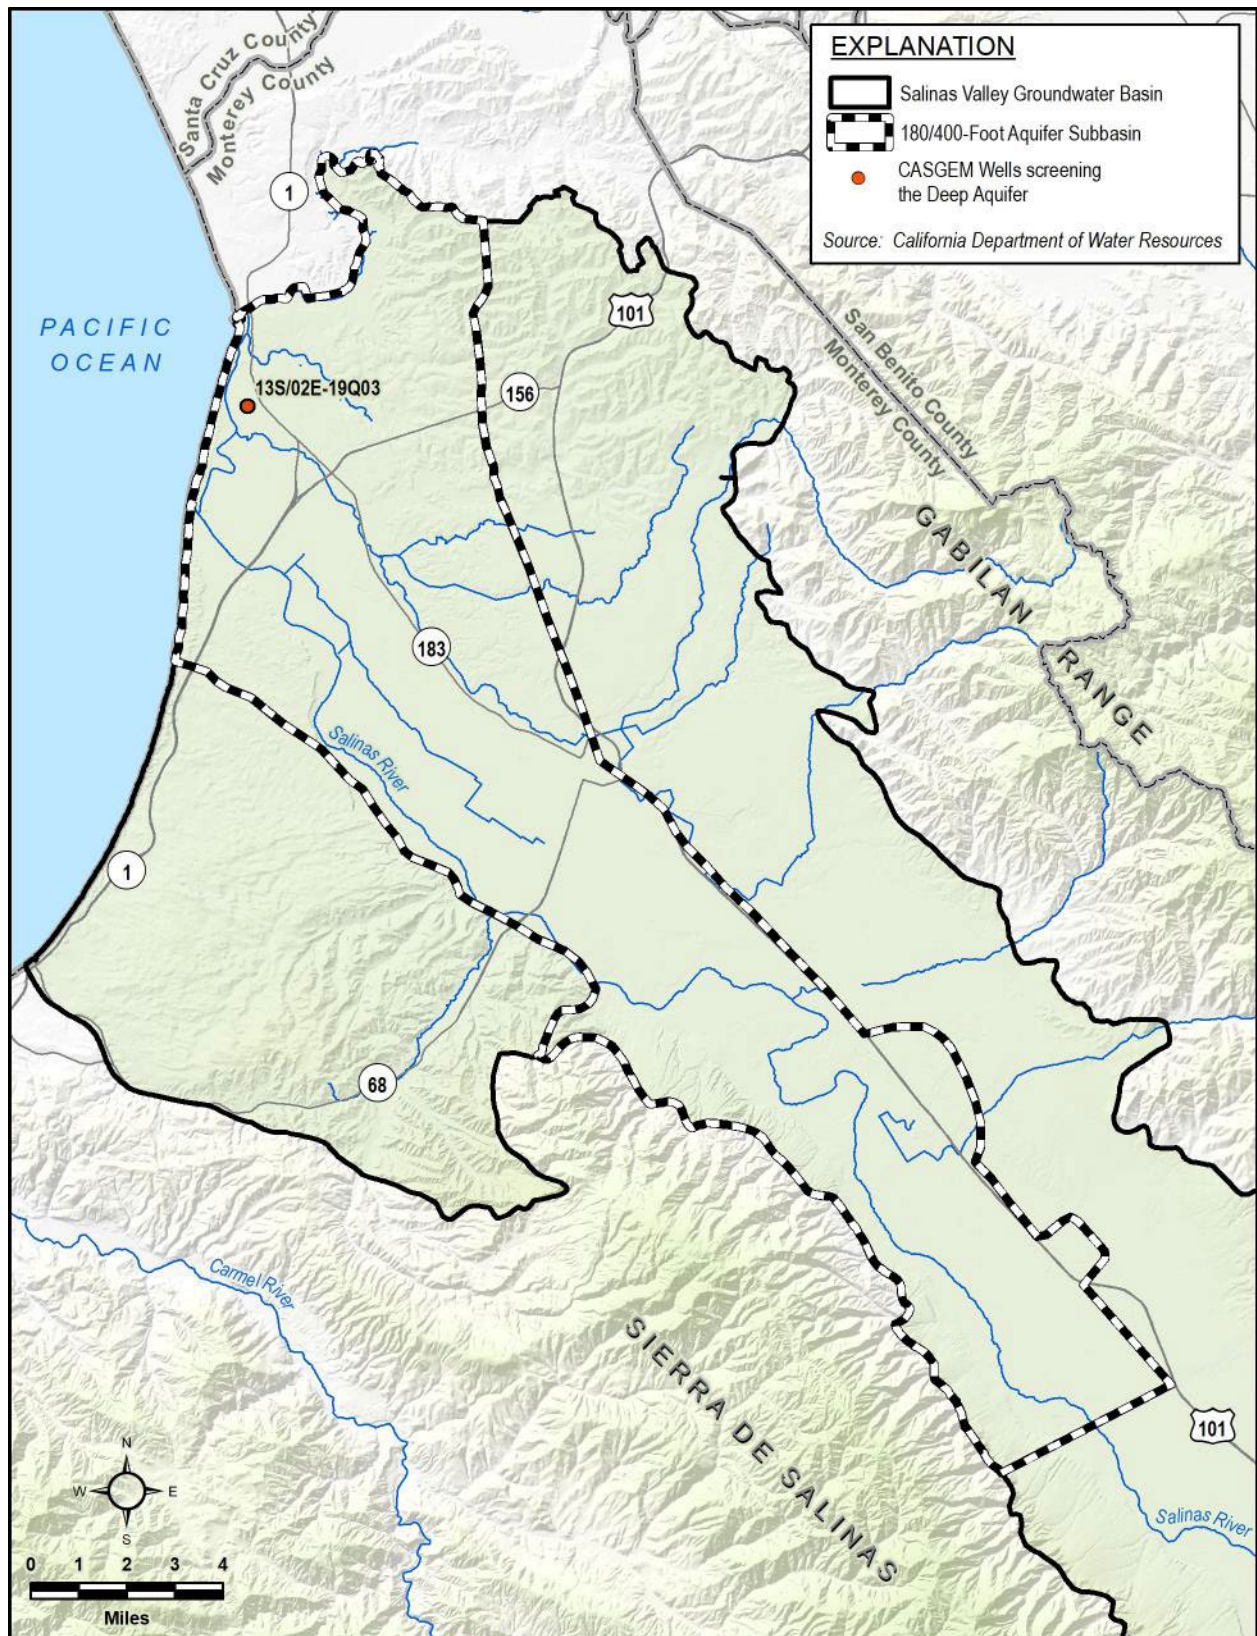 EXPLANATION
Salinas Valley Groundwater Basin
180/400-Foot Aquifer Subbasin
CASGEM Wells screening
the Deep Aquifer
Source: California Department of Water Resources
Santa Cruz County
Monterey County
1
101
PACIFIC
OCEAN
San Benito County
Monterey County
13S/02E-19Q03
156
GABILAN
RANGE
183
Salinas River
1
68
Carmel River
SIERRA DE SALINAS
101
Salinas River
N
W E
S
0 1 2 3 4
Miles